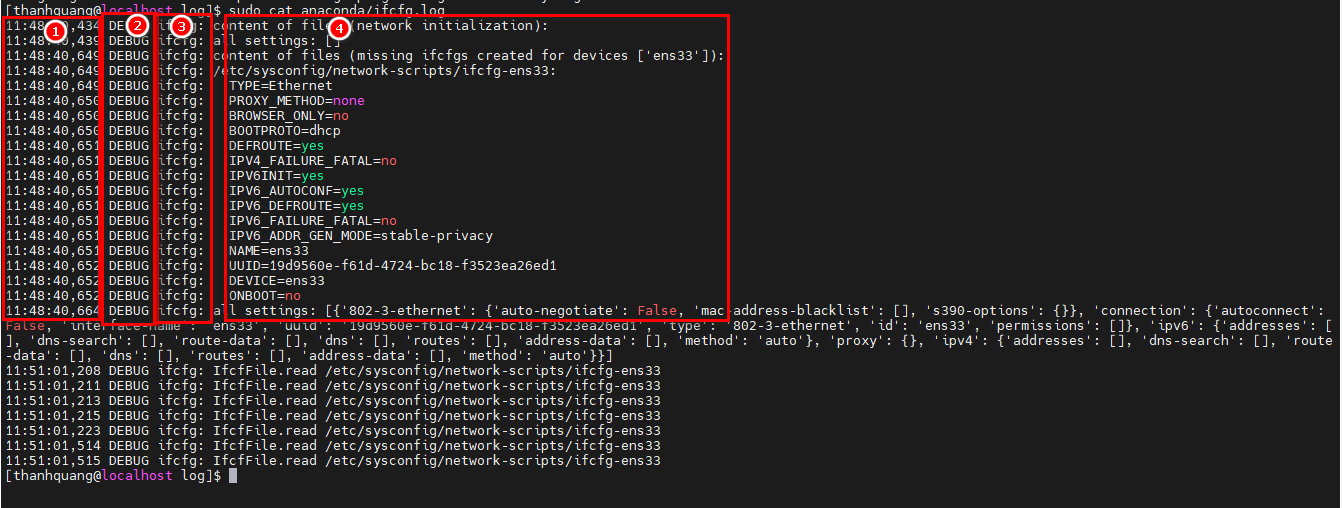 [thanhquang@localhost log]$ sudo cat anaconda/ifcfg.log
11:48:40,434 DEBUG ifcfg: content of files (network initialization):
11:48:40,439 DEBUG ifcfg: all settings: []
11:48:40,649 DEBUG ifcfg: content of files (missing ifcfgs created for devices ['ens33']):
11:48:40,649 DEBUG ifcfg: /etc/sysconfig/network-scripts/ifcfg-ens33:
11:48:40,649 DEBUG ifcfg:   TYPE=Ethernet
11:48:40,650 DEBUG ifcfg:   PROXY_METHOD=none
11:48:40,650 DEBUG ifcfg:   BROWSER_ONLY=no
11:48:40,650 DEBUG ifcfg:   BOOTPROTO=dhcp
11:48:40,651 DEBUG ifcfg:   DEFROUTE=yes
11:48:40,651 DEBUG ifcfg:   IPV4_FAILURE_FATAL=no
11:48:40,651 DEBUG ifcfg:   IPV6INIT=yes
11:48:40,651 DEBUG ifcfg:   IPV6_AUTOCONF=yes
11:48:40,651 DEBUG ifcfg:   IPV6_DEFROUTE=yes
11:48:40,651 DEBUG ifcfg:   IPV6_FAILURE_FATAL=no
11:48:40,651 DEBUG ifcfg:   IPV6_ADDR_GEN_MODE=stable-privacy
11:48:40,651 DEBUG ifcfg:   NAME=ens33
11:48:40,652 DEBUG ifcfg:   UUID=19d9560e-f61d-4724-bc18-f3523ea26ed1
11:48:40,652 DEBUG ifcfg:   DEVICE=ens33
11:48:40,652 DEBUG ifcfg:   ONBOOT=no
11:48:40,664 DEBUG ifcfg: all settings: [{'802-3-ethernet': {'auto-negotiate': False, 'mac-address-blacklist': [], 's390-options': {}}, 'connection': {'autoconnect':
False, 'interface-name': 'ens33', 'uuid': '19d9560e-f61d-4724-bc18-f3523ea26ed1', 'type': '802-3-ethernet', 'id': 'ens33', 'permissions': []}, 'ipv6': {'addresses': [
], 'dns-search': [], 'route-data': [], 'dns': [], 'routes': [], 'address-data': [], 'method': 'auto'}, 'proxy': {}, 'ipv4': {'addresses': [], 'dns-search': [], 'route
-data': [], 'dns': [], 'routes': [], 'address-data': [], 'method': 'auto'}}]
11:51:01,208 DEBUG ifcfg: IfcfFile.read /etc/sysconfig/network-scripts/ifcfg-ens33
11:51:01,211 DEBUG ifcfg: IfcfFile.read /etc/sysconfig/network-scripts/ifcfg-ens33
11:51:01,213 DEBUG ifcfg: IfcfFile.read /etc/sysconfig/network-scripts/ifcfg-ens33
11:51:01,215 DEBUG ifcfg: IfcfFile.read /etc/sysconfig/network-scripts/ifcfg-ens33
11:51:01,223 DEBUG ifcfg: IfcfFile.read /etc/sysconfig/network-scripts/ifcfg-ens33
11:51:01,514 DEBUG ifcfg: IfcfFile.read /etc/sysconfig/network-scripts/ifcfg-ens33
11:51:01,515 DEBUG ifcfg: IfcfFile.read /etc/sysconfig/network-scripts/ifcfg-ens33
[thanhquang@localhost log]$
1
2
3
4